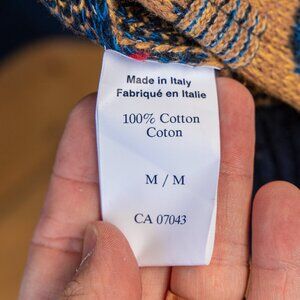 Made in Italy
Fabriqué en Italie
100% Cotton
Coton
M / M
CA 07043